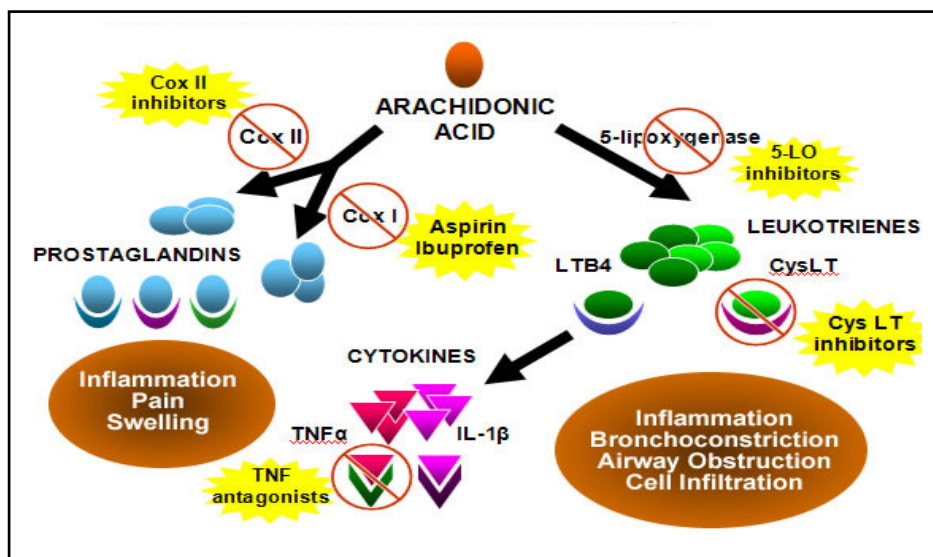 Cox II
inhibitors
ARACHIDONIC
ACID
Cox II
5-lipoxygenase
5-LO
inhibitors
Cox I
Aspirin
Ibuprofen
PROSTAGLANDINS
LEUKOTRIENES
LTB4
CysLT
Cys LT
inhibitors
CYTOKINES
Inflammation
Pain
Swelling
TNFα
IL-1β
TNF
antagonists
Inflammation
Bronchoconstriction
Airway Obstruction
Cell Infiltration